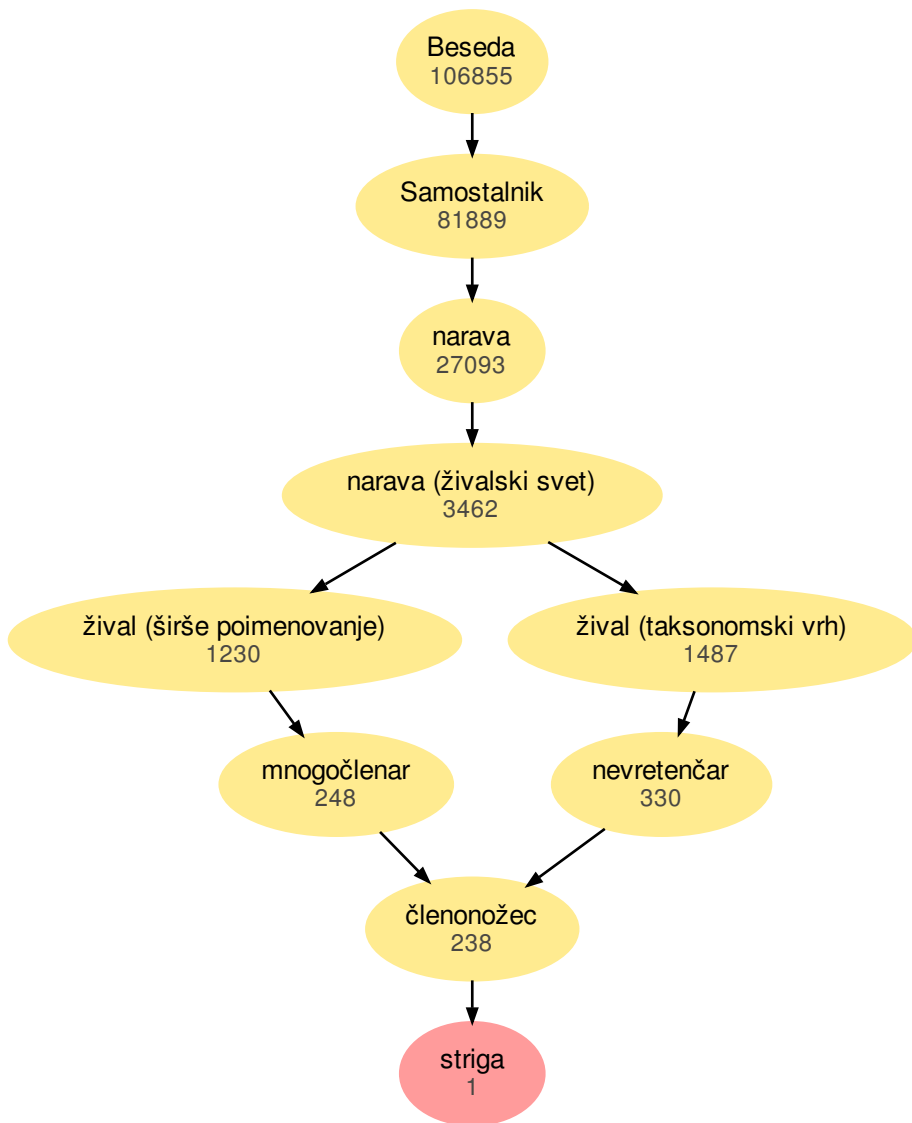 Beseda
106855
Samostalnik
81889
narava
27093
narava (živalski svet)
3462
žival (širše poimenovanje)
1230
žival (taksonomski vrh)
1487
mnogočlenar
248
nevretenčar
330
členonožec
238
striga
1